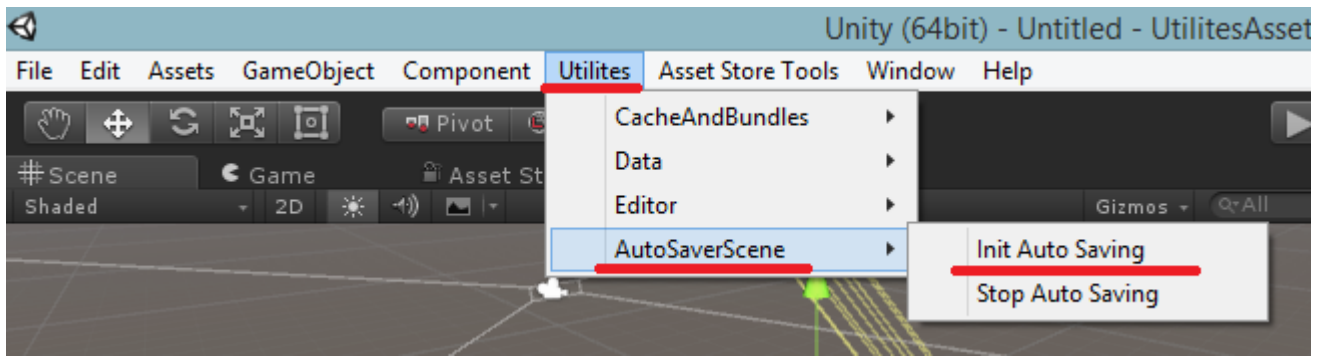 Unity (64bit) - Untitled - UtilitesAsset
File Edit Assets GameObject Component Utilites Asset Store Tools Window Help
Pivot
CacheAndBundles
Data
Editor
AutoSaverScene
Init Auto Saving
Stop Auto Saving
Scene Game Asset St
Shaded 2D Gizmos All